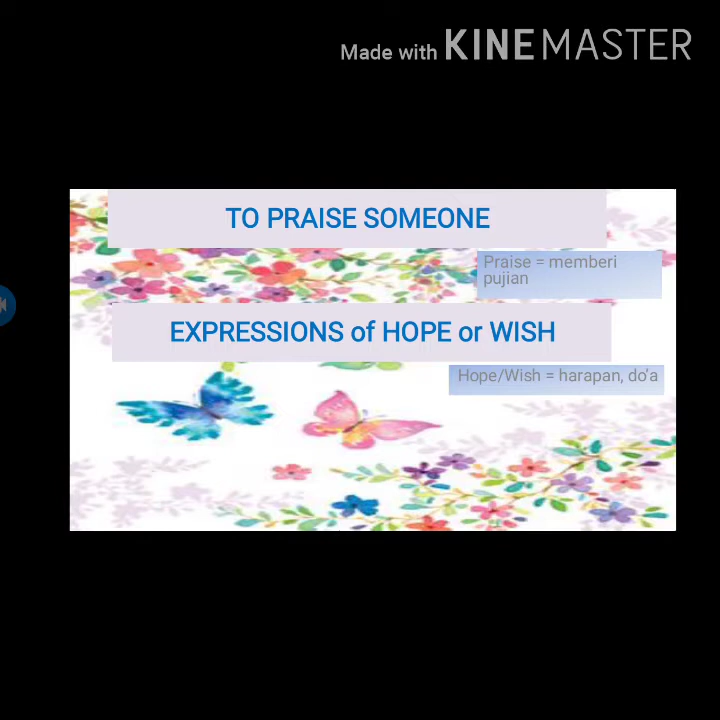 Made with KINEMASTER
TO PRAISE SOMEONE
Praise = memberi
pujian
EXPRESSIONS of HOPE or WISH
Hope/Wish = harapan, do'a